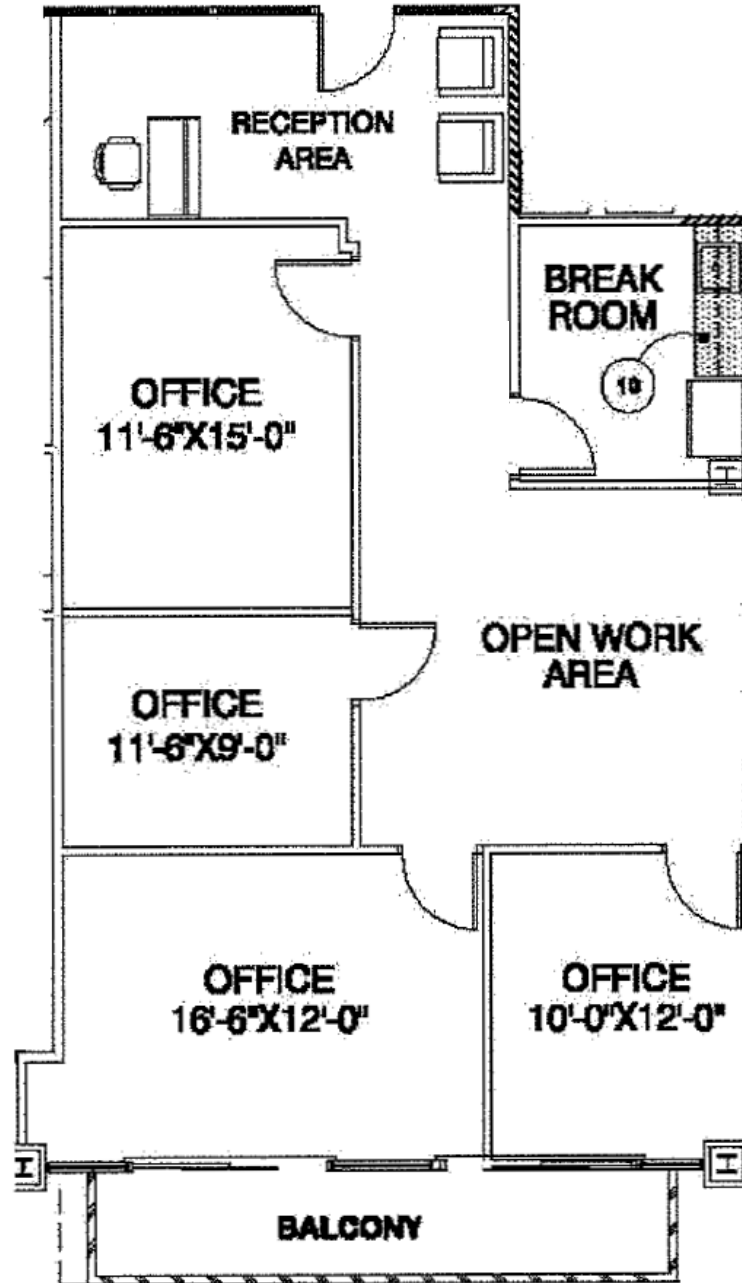 RECEPTION
AREA
BREAK
ROOM
10
OFFICE
11'-6"X15'-0"
OPEN WORK
AREA
OFFICE
11'-6"X9'-0"
OFFICE
16'-6"X12'-0"
OFFICE
10'-0"X12'-0"
BALCONY